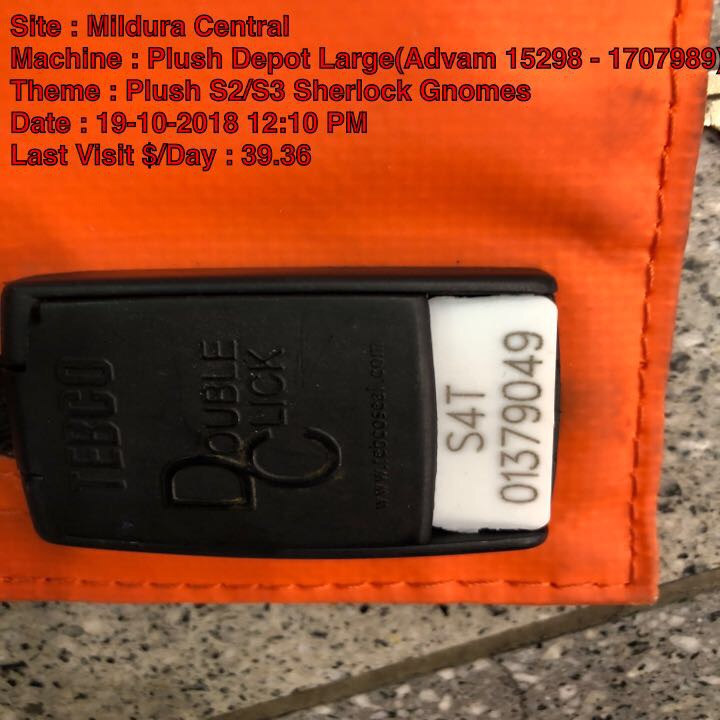 Site : Mildura Central
Machine : Plush Depot Large(Advam 15298 - 1707989)
Theme : Plush S2/S3 Sherlock Gnomes
Date : 19-10-2018 12:10 PM
Last Visit $/Day : 39.36
TEBCO
DOUBLE
CLICK
www.tebcoseal.com
S4T
01379049